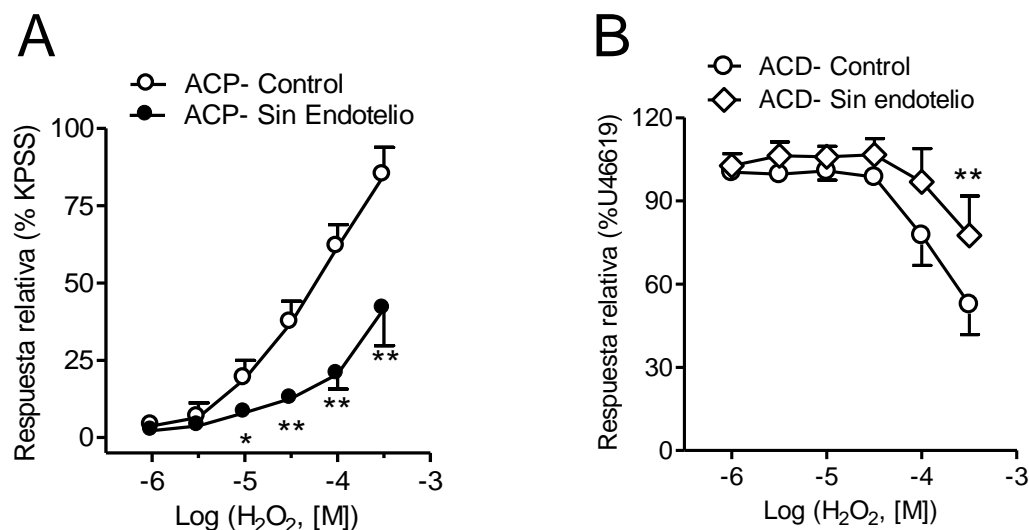 A
ACP- Control
ACP- Sin Endotelio
Respuesta relativa (% KPSS)
100
75
50
25
0
*
**
**
**
-6
-5
-4
-3
Log (H₂O₂, [M])
B
ACD- Control
ACD- Sin endotelio
Respuesta relativa (%U46619)
120
90
60
30
0
**
-6
-5
-4
-3
Log (H₂O₂, [M])